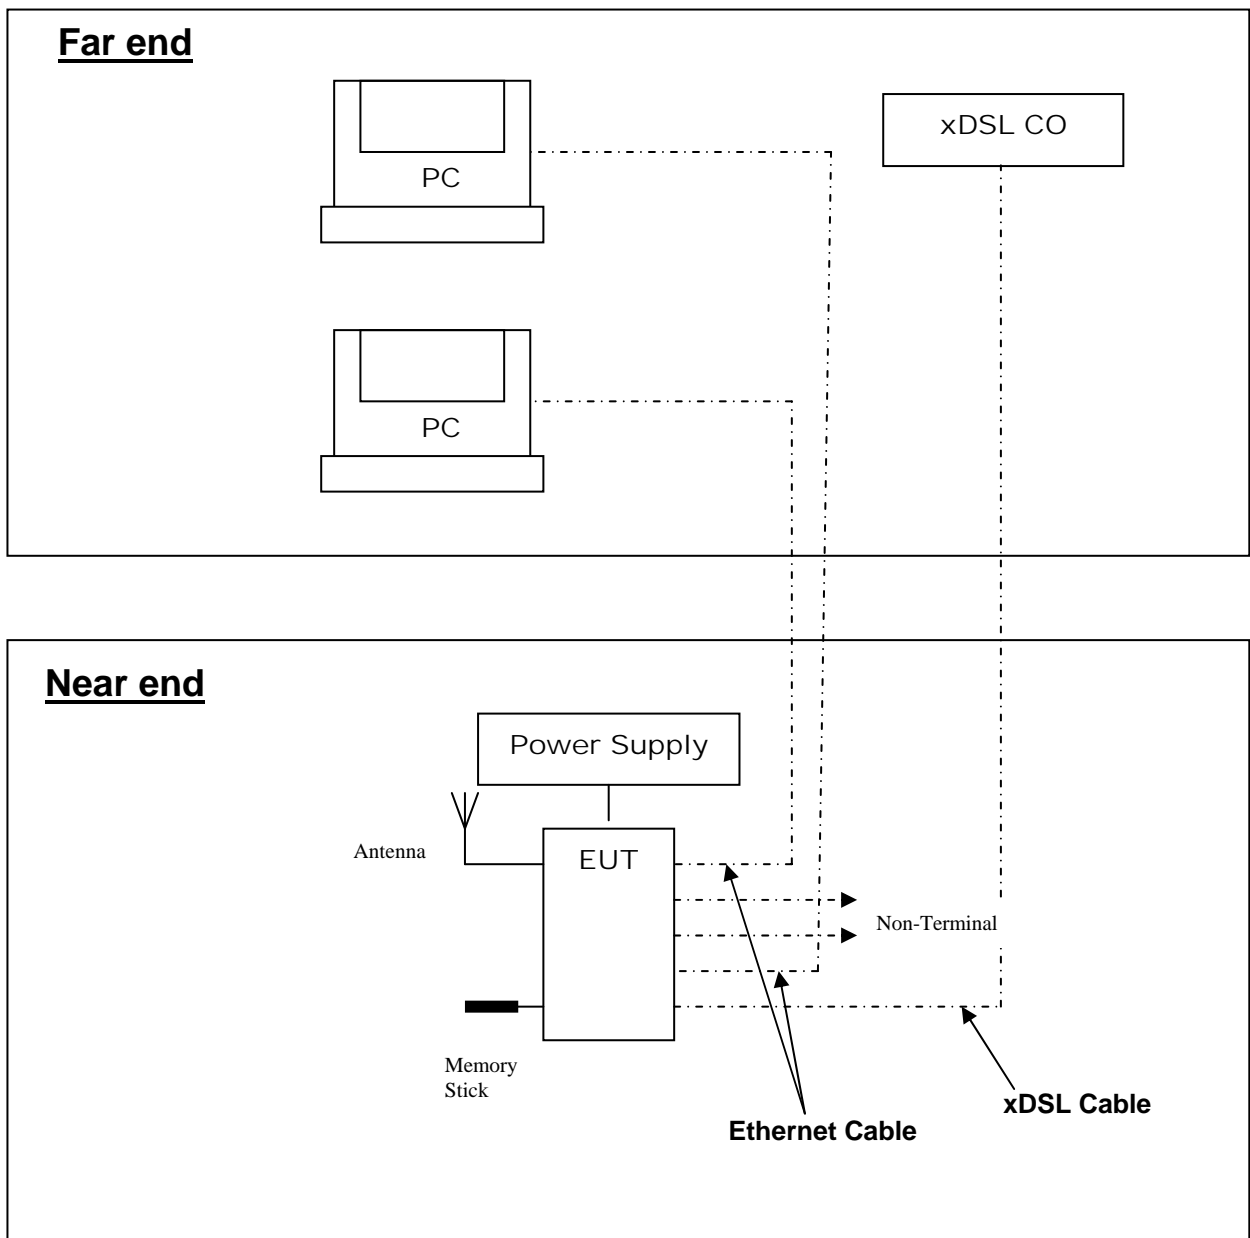 Far end
xDSL CO
PC
PC
Near end
Power Supply
Antenna
EUT
Non-Terminal
Memory
Stick
xDSL Cable
Ethernet Cable